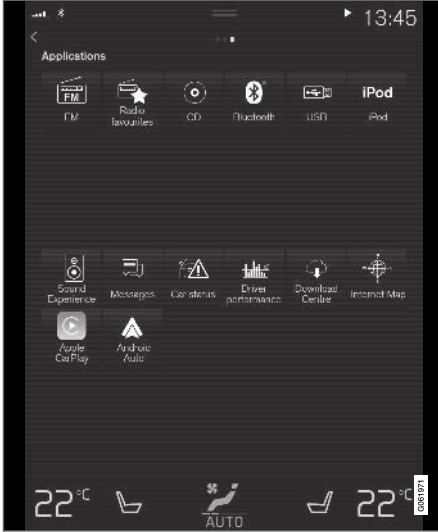 13:45
Applications
FM
iPod
FM
Radio
favourites
CD
Bluetooth
USB
iPod
Sound
Experience
Messages
Car status
Driver
performance
Download
Centre
Internet Map
Apple
CarPlay
Android
Auto
22°C
22°C
AUTO
G061971